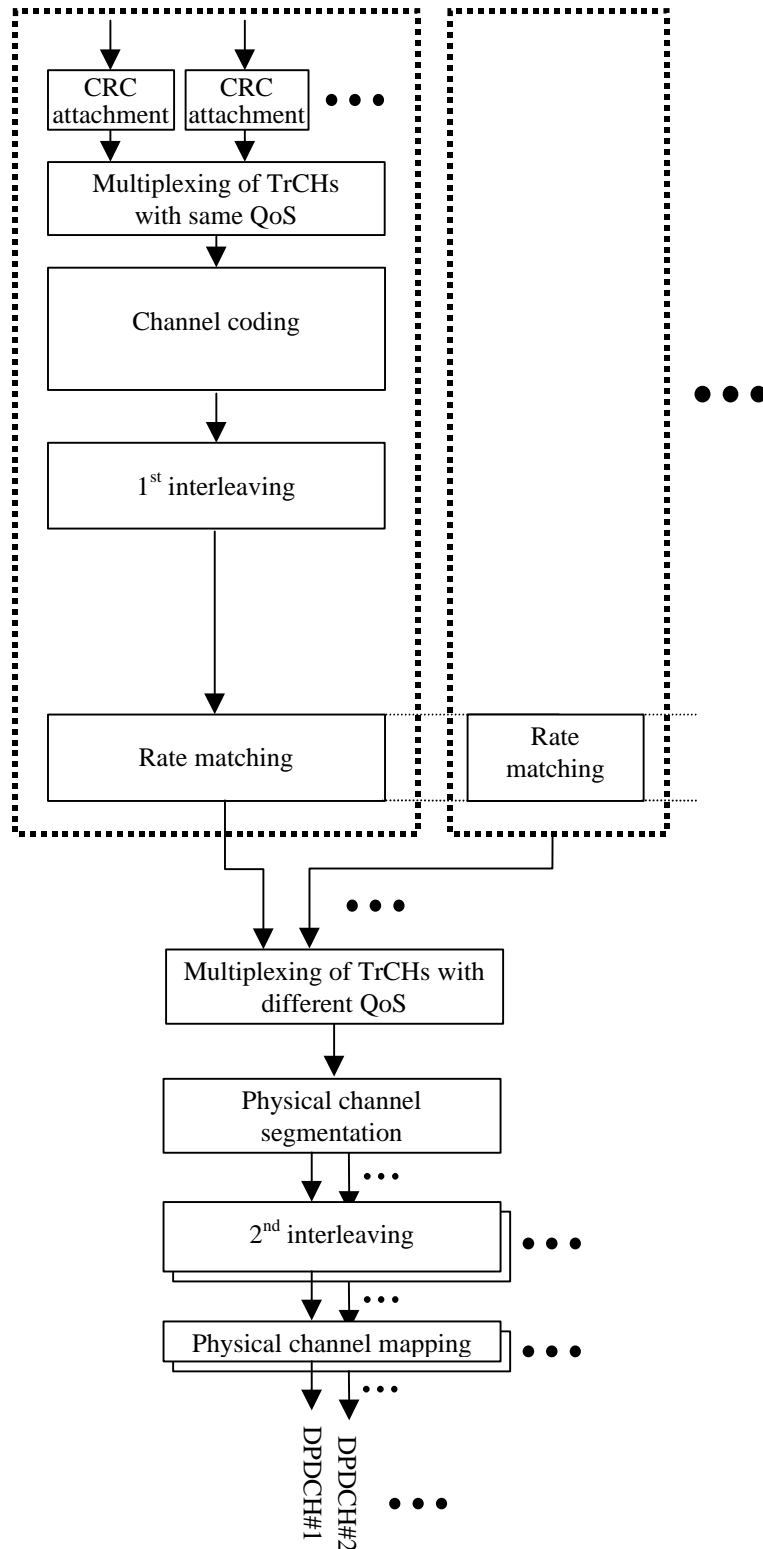 CRC
attachment
CRC
attachment
Multiplexing of TrCHs
with same QoS
Channel coding
1st interleaving
Rate matching
Rate
matching
Multiplexing of TrCHs with
different QoS
Physical channel
segmentation
2nd interleaving
Physical channel mapping
DPDCH#1
DPDCH#2